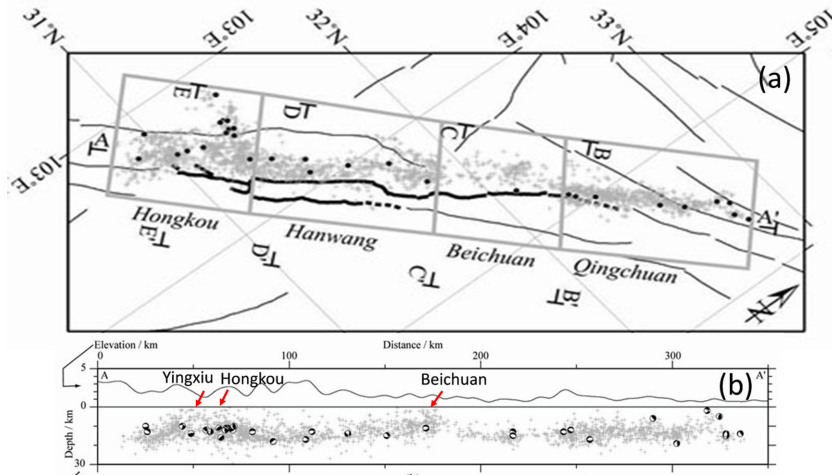 31°N
103°E
32°N
104°E
33°N
105°E
(a)
E
D
C
B
A
103°E
A'
Hongkou
Hanwang
Beichuan
Qingchuan
E'
D'
C'
B'
N
Elevation / km
Distance / km
0
100
200
300
5
A
Yingxiu
Hongkou
Beichuan
(b)
A'
0
Depth / km
30